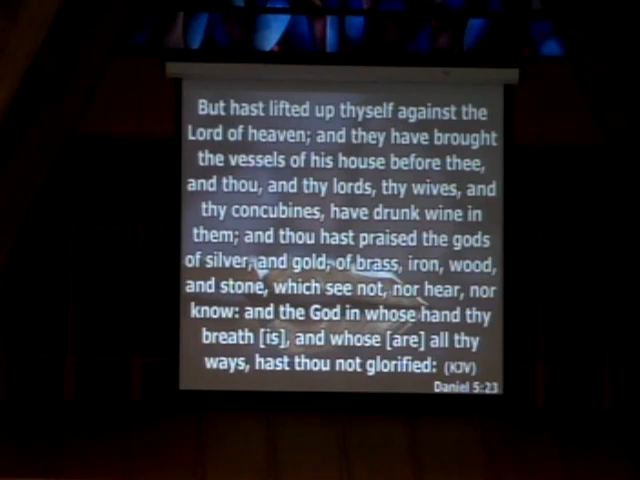 But hast lifted up thyself against the
Lord of heaven; and they have brought
the vessels of his house before thee,
and thou, and thy lords, thy wives, and
thy concubines, have drunk wine in
them; and thou hast praised the gods
of silver, and gold, of brass, iron, wood,
and stone, which see not, nor hear, nor
know: and the God in whose hand thy
breath [is], and whose [are] all thy
ways, hast thou not glorified: (KJV)
Daniel 5:23